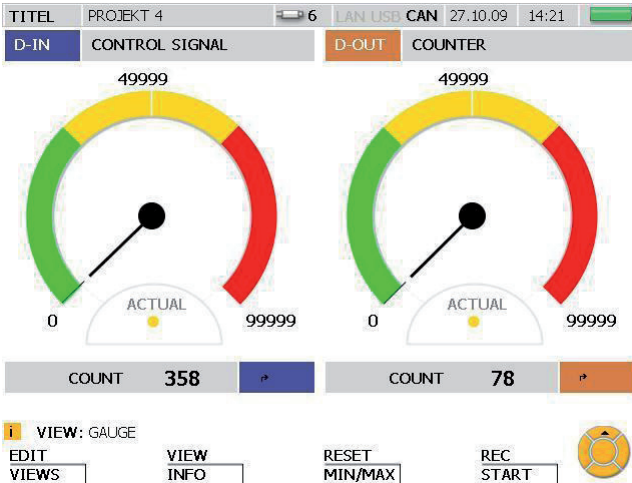 TITEL PROJEKT 4 6 LAN USB CAN 27.10.09 14:21
D-IN CONTROL SIGNAL
D-OUT COUNTER
49999
ACTUAL
0 99999
COUNT 358
49999
ACTUAL
0 99999
COUNT 78
i VIEW: GAUGE
EDIT VIEWS
VIEW INFO
RESET MIN/MAX
REC START